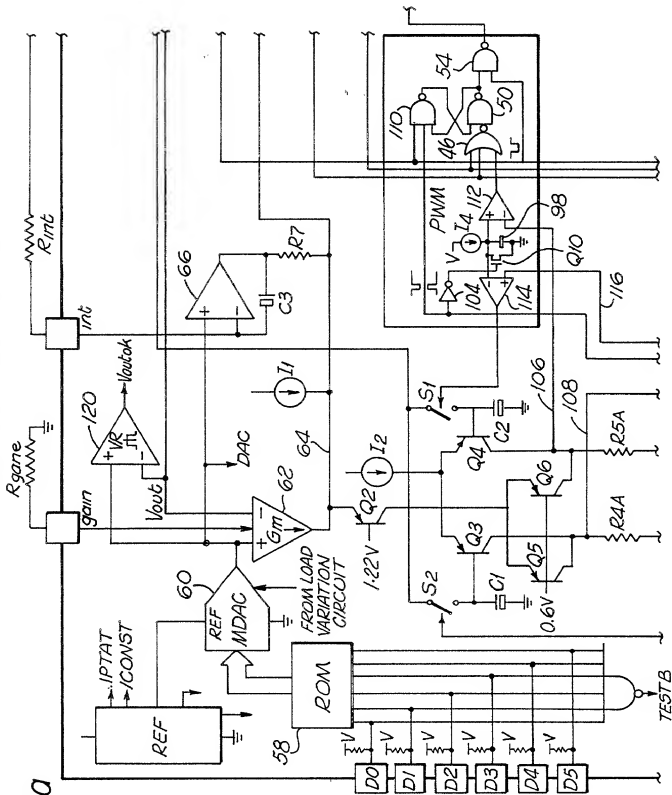 a
Rgane
Rint
gain
int
120
VR
Voutok
Vout
66
C3
R7
DAC
.IPTAT
ICONST
REF
60
REF
MDAC
FROM LOAD
VARIATION
CIRCUIT
62
Gm
I1
64
1·22V
Q2
I2
58
ROM
S2
S1
Q3
Q4
C1
C2
Q5
Q6
0.6V
106
108
R4A
R5A
D0
D1
D2
D3
D4
D5
V
V
V
V
V
V
TEST B
PWM
110
54
50
46
112
V
I4
98
Q10
104
114
116